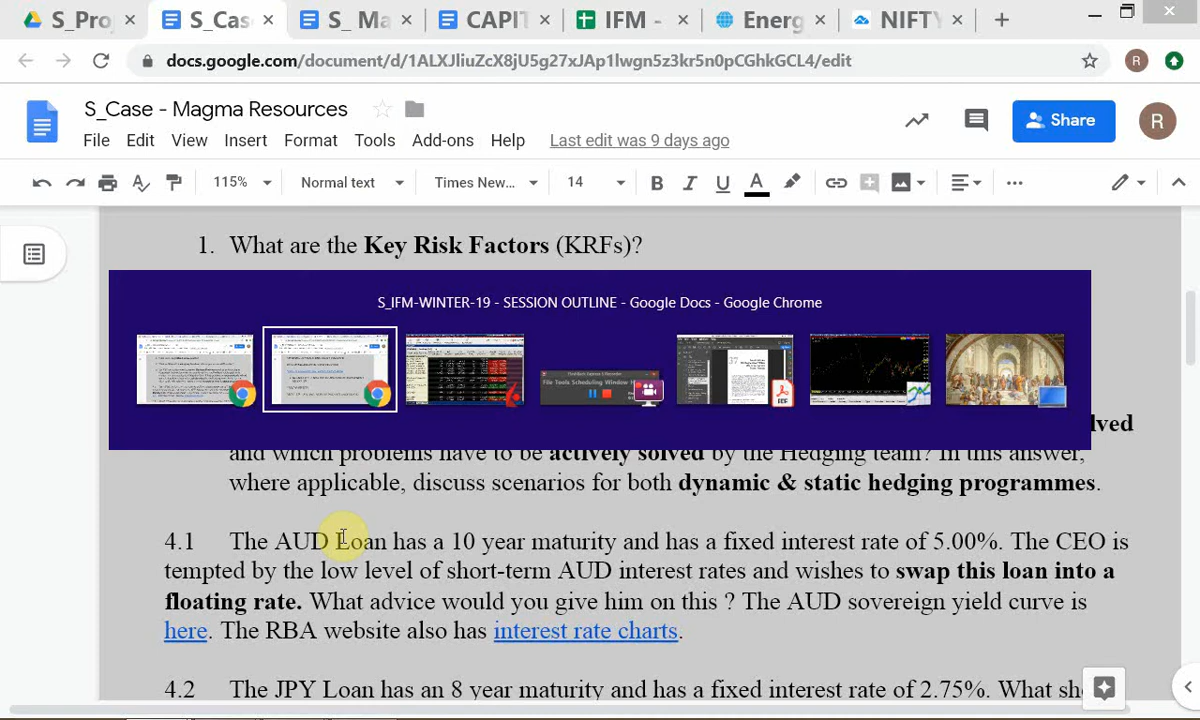 S_Proj
S_Case
S_ Ma
CAPIT
IFM -
Energ
NIFTY
docs.google.com/document/d/1ALXJliuZcX8jU5g27xJAp1lwgn5z3kr5n0pCGhkGCL4/edit
R
S_Case - Magma Resources
Share
R
File Edit View Insert Format Tools Add-ons Help Last edit was 9 days ago
115% Normal text Times New... 14 B I U A
1. What are the Key Risk Factors (KRFs)?
S_IFM-WINTER-19 - SESSION OUTLINE - Google Docs - Google Chrome
File Tools Scheduling Window H
lved
and which problems have to be actively solved by the Hedging team? In this answer,
where applicable, discuss scenarios for both dynamic & static hedging programmes.
4.1 The AUD Loan has a 10 year maturity and has a fixed interest rate of 5.00%. The CEO is
tempted by the low level of short-term AUD interest rates and wishes to swap this loan into a
floating rate. What advice would you give him on this ? The AUD sovereign yield curve is
here. The RBA website also has interest rate charts.
4.2 The JPY Loan has an 8 year maturity and has a fixed interest rate of 2.75%. What sh